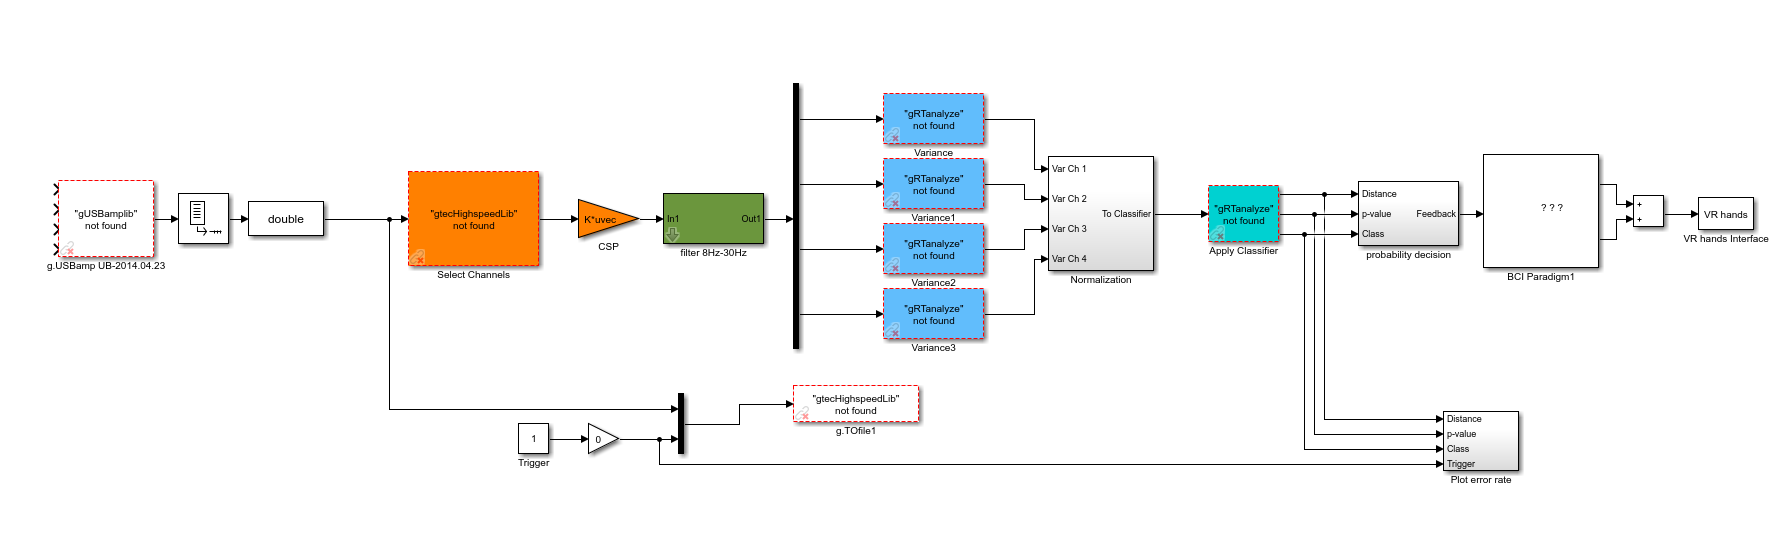 "gUSBamplib"
not found
g.USBamp UB-2014.04.23
double
"gtecHighspeedLib"
not found
Select Channels
K*uvec
CSP
In1
Out1
filter 8Hz-30Hz
"gRTanalyze"
not found
Variance
"gRTanalyze"
not found
Variance1
"gRTanalyze"
not found
Variance2
"gRTanalyze"
not found
Variance3
Var Ch 1
Var Ch 2
Var Ch 3
Var Ch 4
To Classifier
Normalization
"gRTanalyze"
not found
Apply Classifier
Distance
p-value
Class
Feedback
probability decision
? ? ?
BCI Paradigm1
+
+
VR hands
VR hands Interface
1
Trigger
0
"gtecHighspeedLib"
not found
g.TOfile1
Distance
p-value
Class
Trigger
Plot error rate